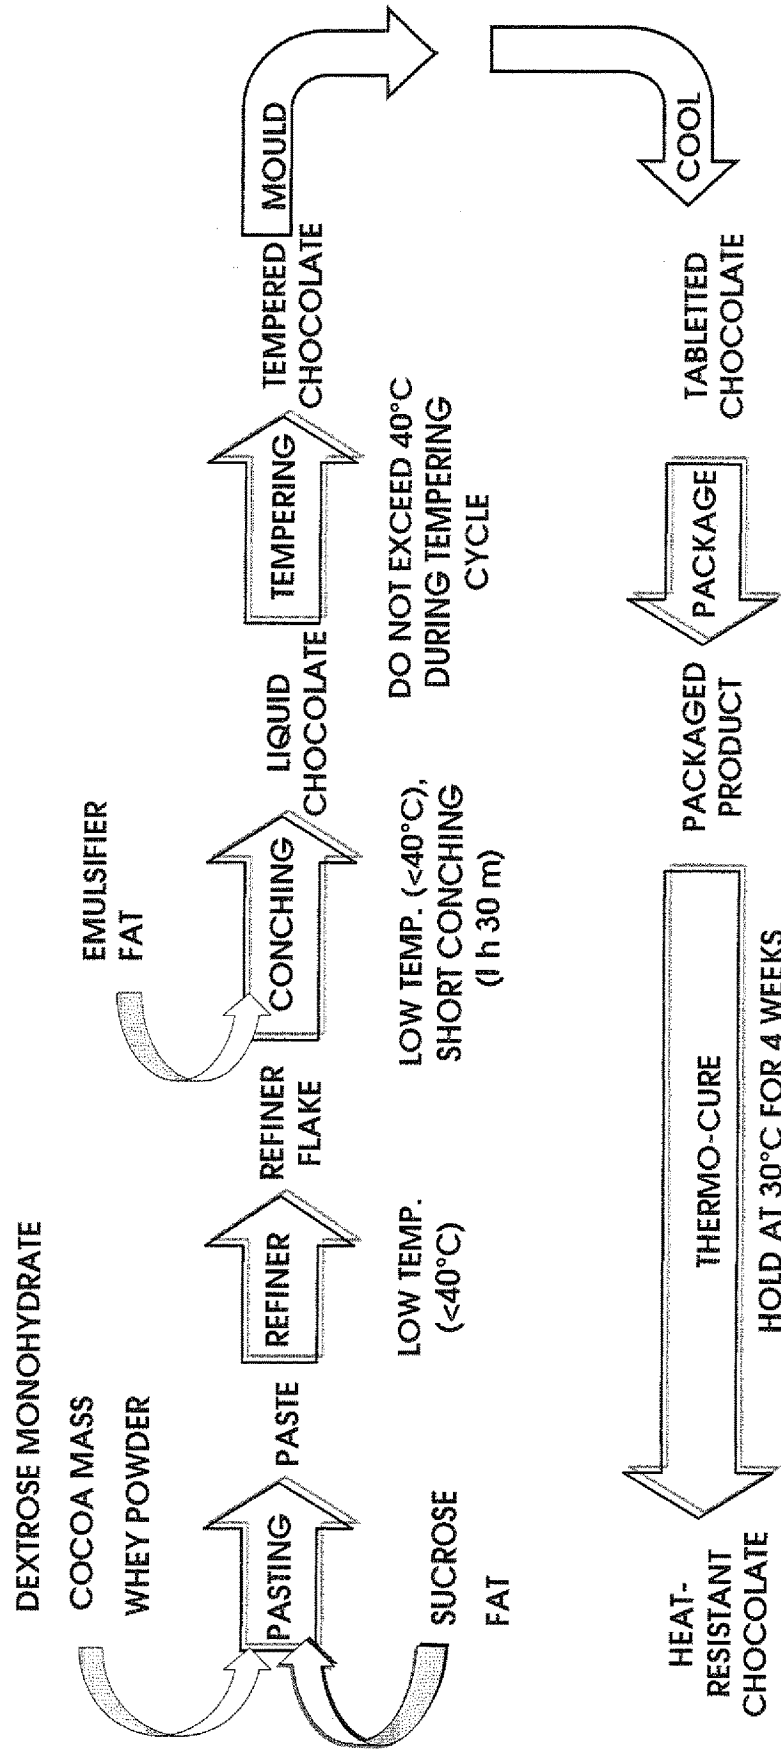 DEXTROSE MONOHYDRATE
COCOA MASS
WHEY POWDER
PASTING
SUCROSE
FAT
PASTE
REFINER
LOW TEMP.
(<40°C)
REFINER
FLAKE
EMULSIFIER
FAT
CONCHING
LOW TEMP. (<40°C),
SHORT CONCHING
(1 h 30 m)
LIQUID
CHOCOLATE
TEMPERING
DO NOT EXCEED 40°C
DURING TEMPERING
CYCLE
TEMPERED
CHOCOLATE
MOULD
COOL
TABLETTED
CHOCOLATE
PACKAGE
PACKAGED
PRODUCT
THERMO-CURE
HOLD AT 30°C FOR 4 WEEKS
HEAT-
RESISTANT
CHOCOLATE